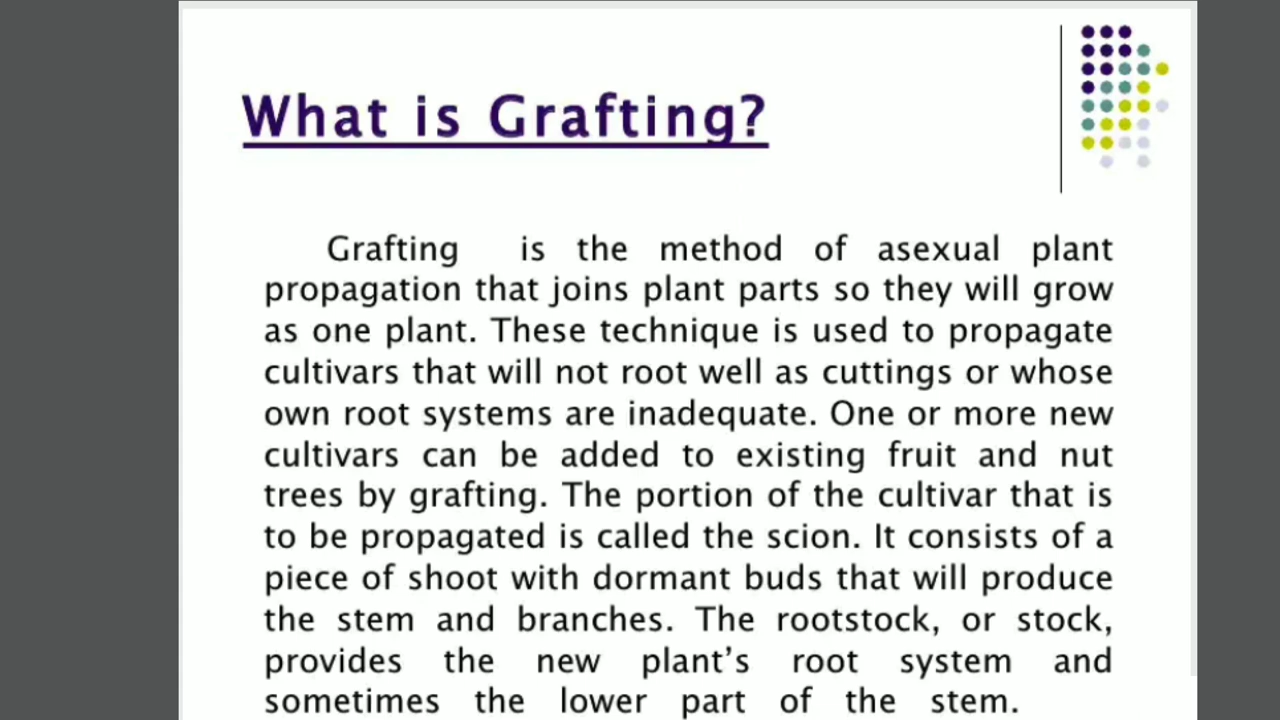 What is Grafting?
Grafting is the method of asexual plant
propagation that joins plant parts so they will grow
as one plant. These technique is used to propagate
cultivars that will not root well as cuttings or whose
own root systems are inadequate. One or more new
cultivars can be added to existing fruit and nut
trees by grafting. The portion of the cultivar that is
to be propagated is called the scion. It consists of a
piece of shoot with dormant buds that will produce
the stem and branches. The rootstock, or stock,
provides the new plant’s root system and
sometimes the lower part of the stem.